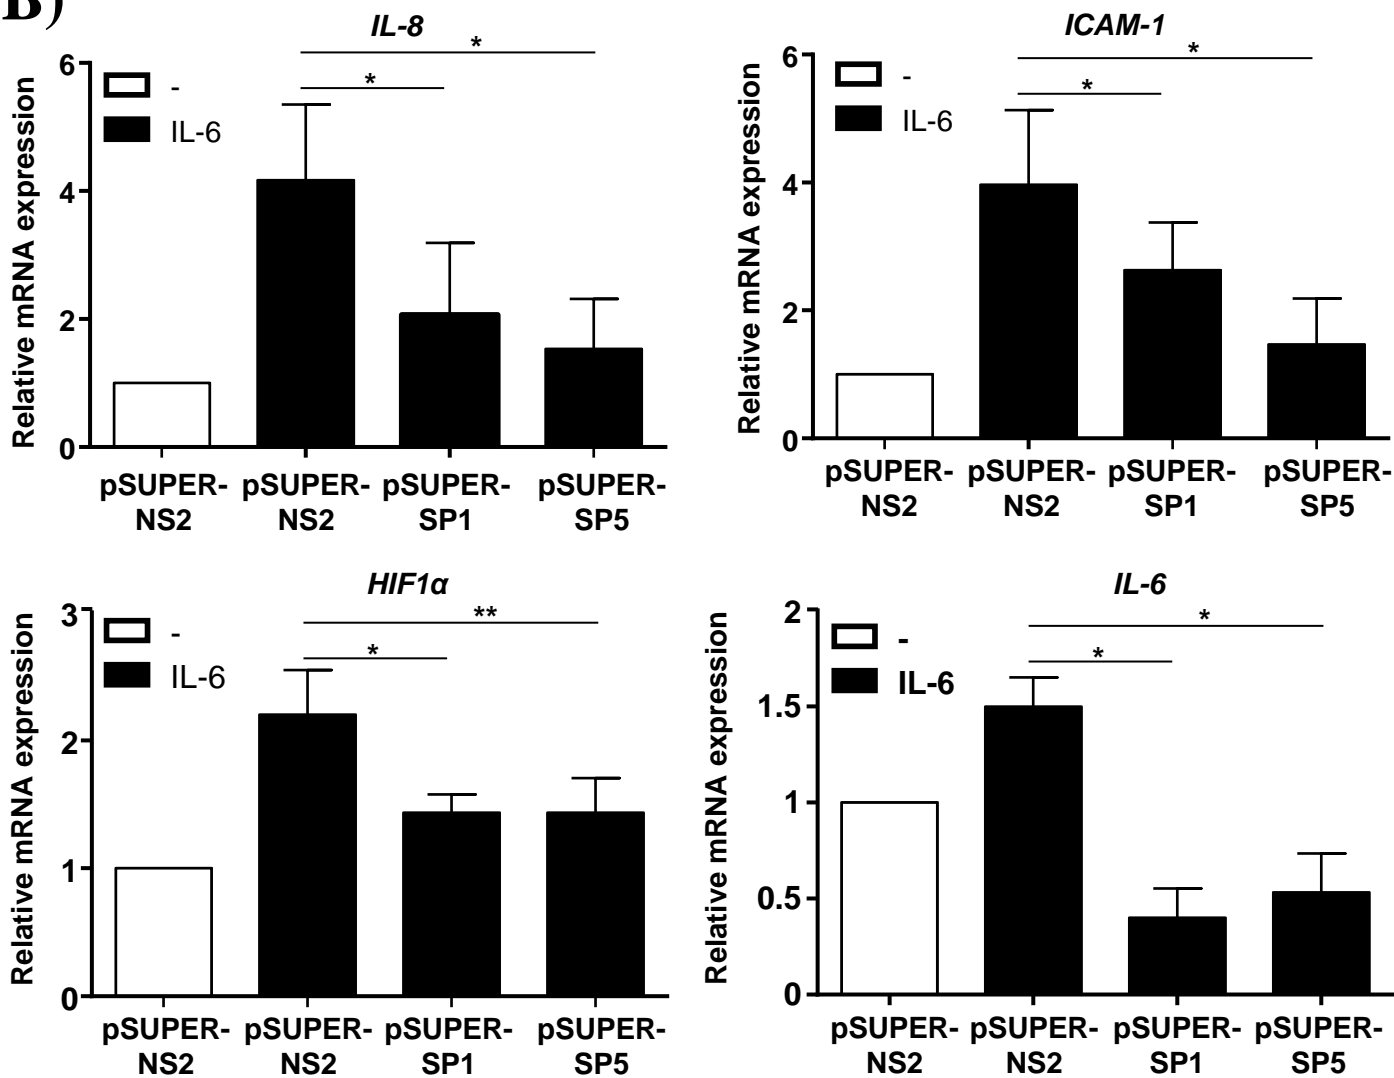 B)
IL-8
*
*
6
4
2
0
-
IL-6
Relative mRNA expression
pSUPER-
NS2
pSUPER-
NS2
pSUPER-
SP1
pSUPER-
SP5
ICAM-1
*
*
6
4
2
0
-
IL-6
Relative mRNA expression
pSUPER-
NS2
pSUPER-
NS2
pSUPER-
SP1
pSUPER-
SP5
HIF1α
**
*
3
2
1
0
-
IL-6
Relative mRNA expression
pSUPER-
NS2
pSUPER-
NS2
pSUPER-
SP1
pSUPER-
SP5
IL-6
*
*
2
1.5
1
0.5
0
-
IL-6
Relative mRNA expression
pSUPER-
NS2
pSUPER-
NS2
pSUPER-
SP1
pSUPER-
SP5